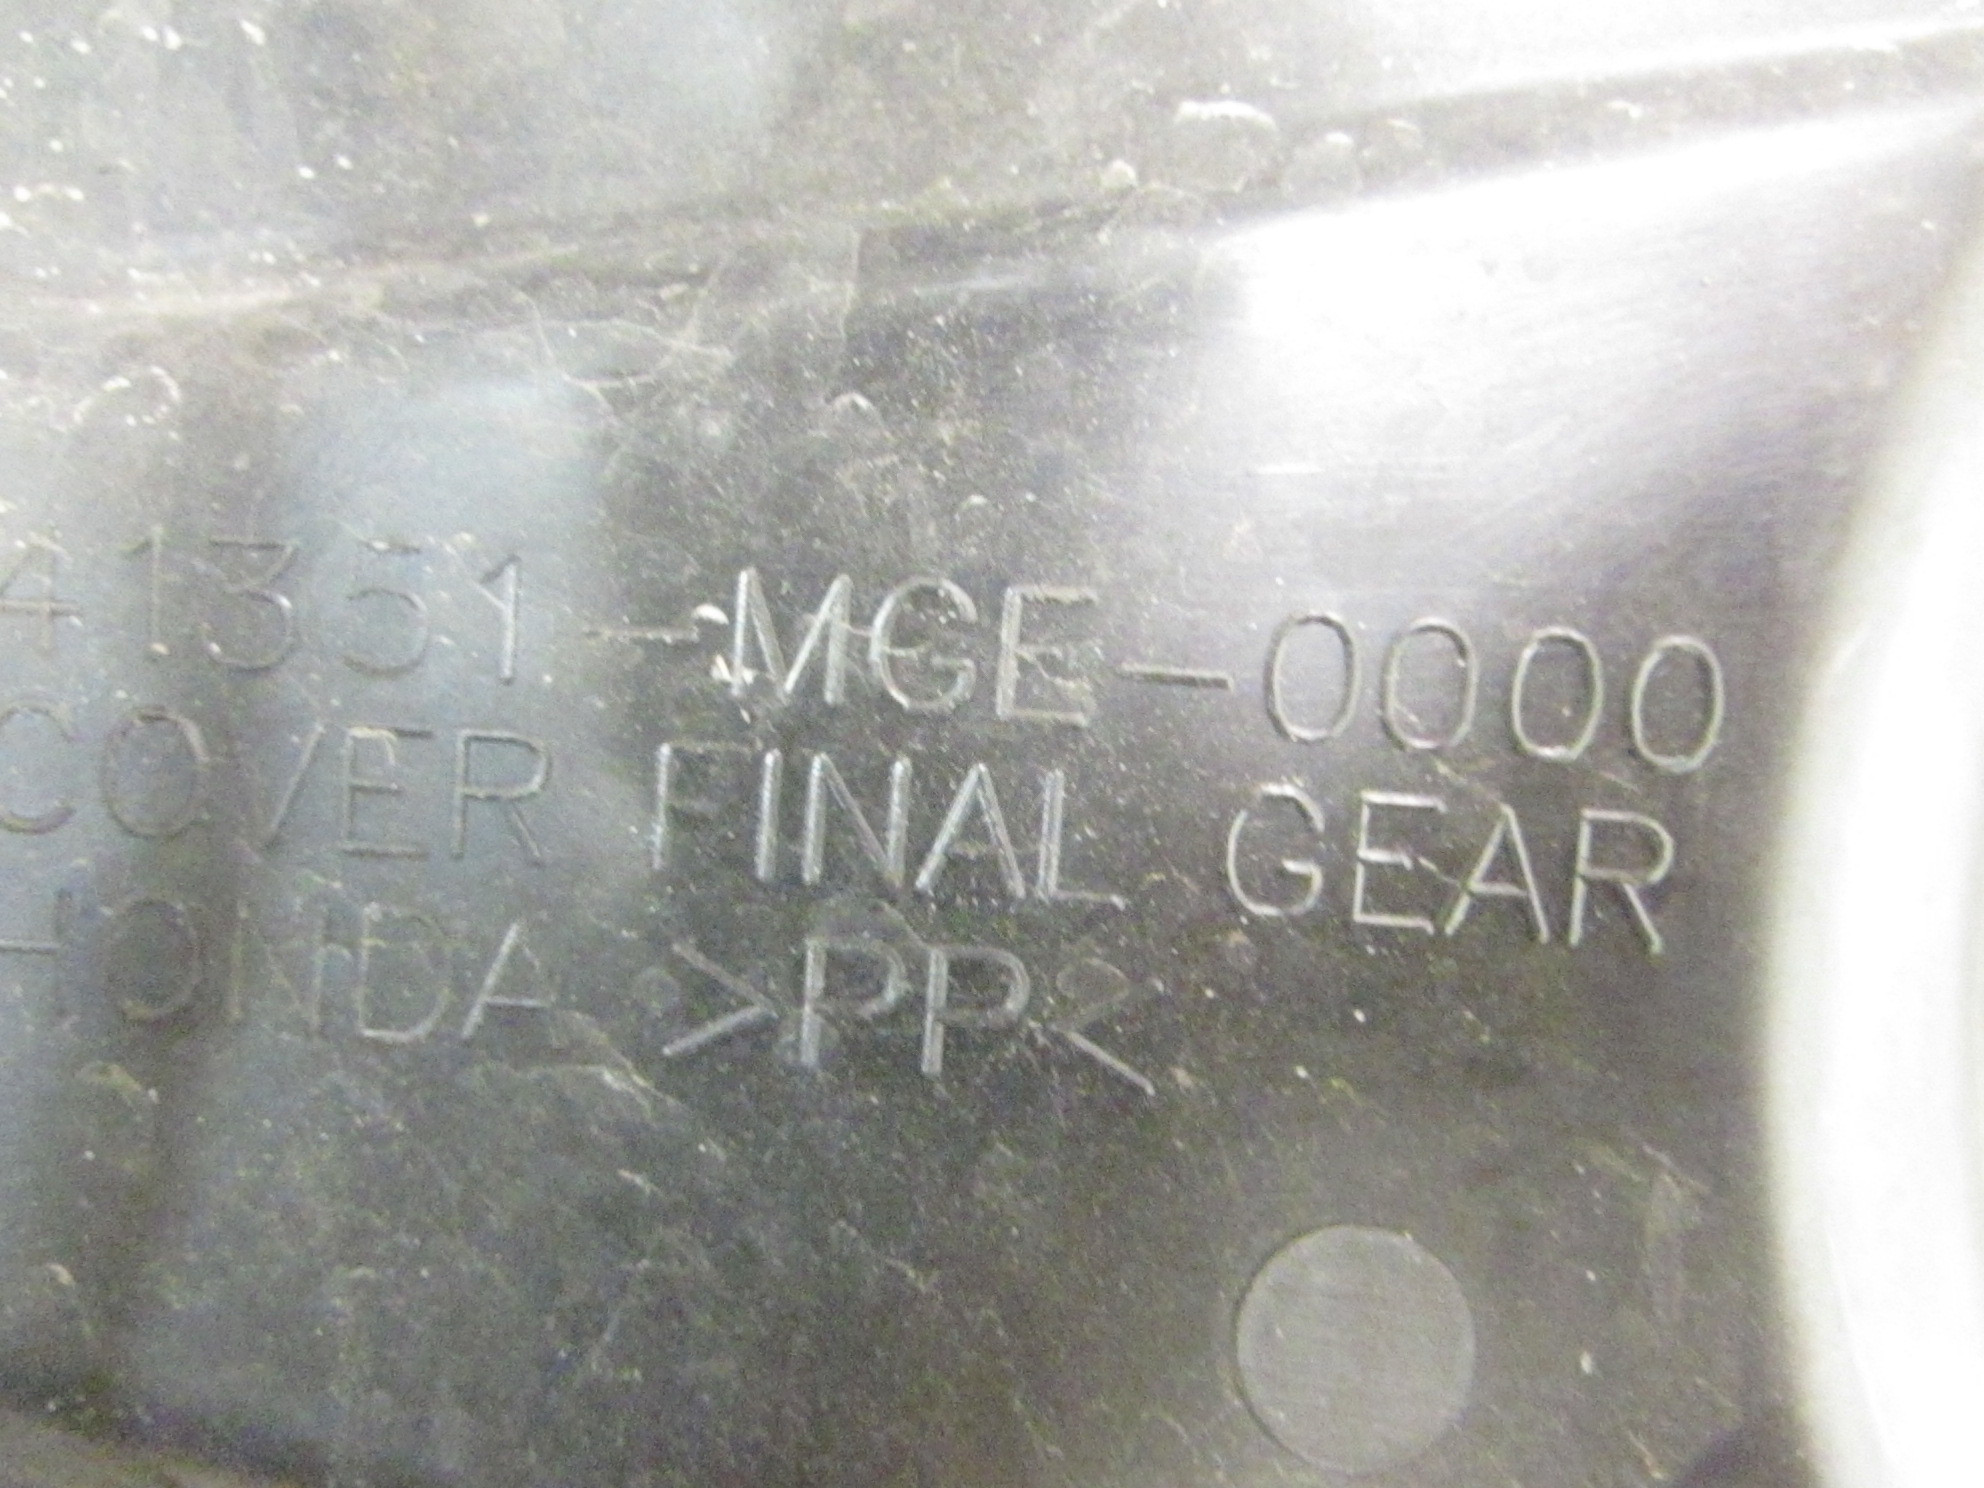 41351-MGE-0000
COVER FINAL GEAR
HONDA >PP<